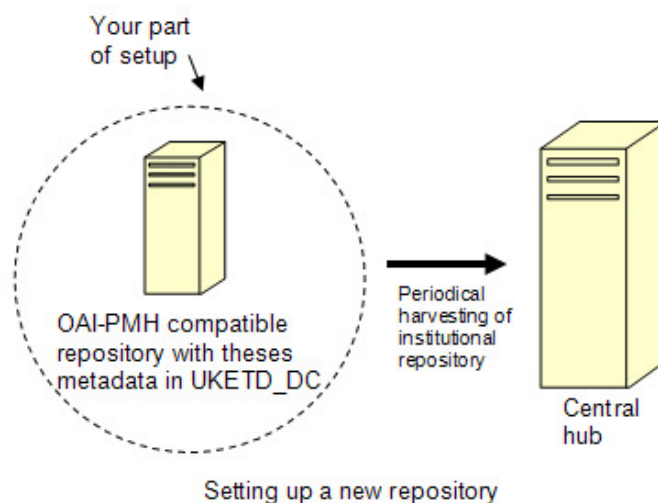 Your part
of setup
OAI-PMH compatible
repository with theses
metadata in UKETD_DC
Periodical
harvesting of
institutional
repository
Central
hub
Setting up a new repository